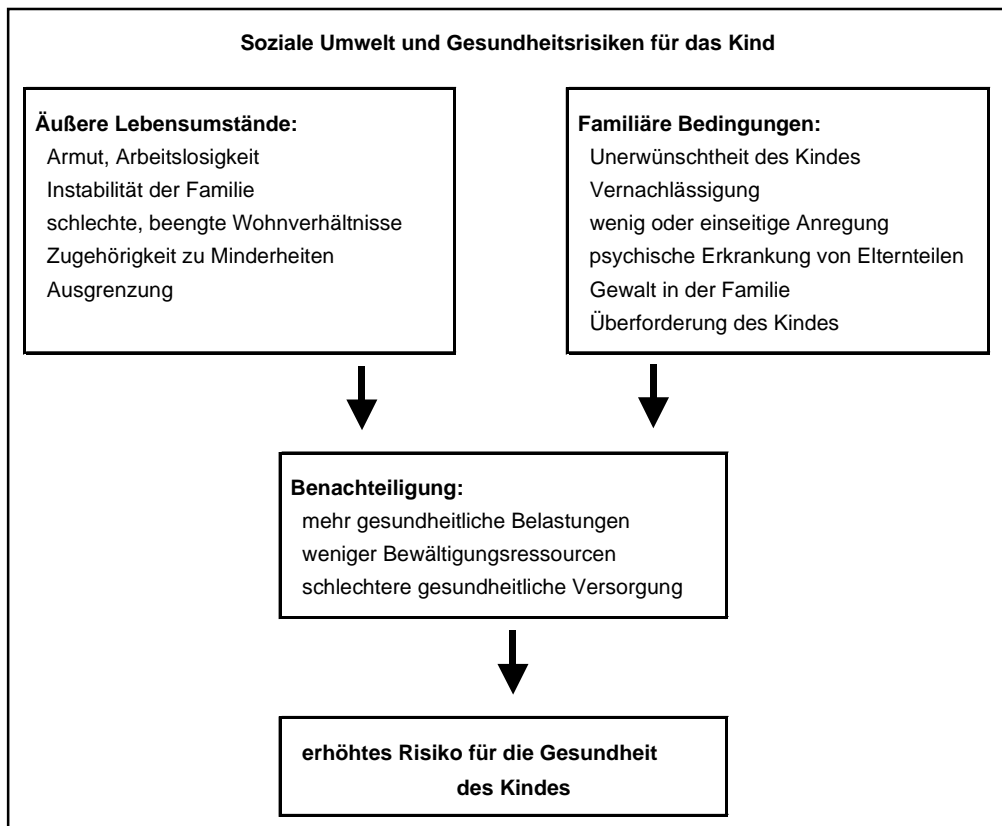 Soziale Umwelt und Gesundheitsrisiken für das Kind
Äußere Lebensumstände:
Armut, Arbeitslosigkeit
Instabilität der Familie
schlechte, beengte Wohnverhältnisse
Zugehörigkeit zu Minderheiten
Ausgrenzung
Familiäre Bedingungen:
Unerwünschtheit des Kindes
Vernachlässigung
wenig oder einseitige Anregung
psychische Erkrankung von Elternteilen
Gewalt in der Familie
Überforderung des Kindes
Benachteiligung:
mehr gesundheitliche Belastungen
weniger Bewältigungsressourcen
schlechtere gesundheitliche Versorgung
erhöhtes Risiko für die Gesundheit
des Kindes